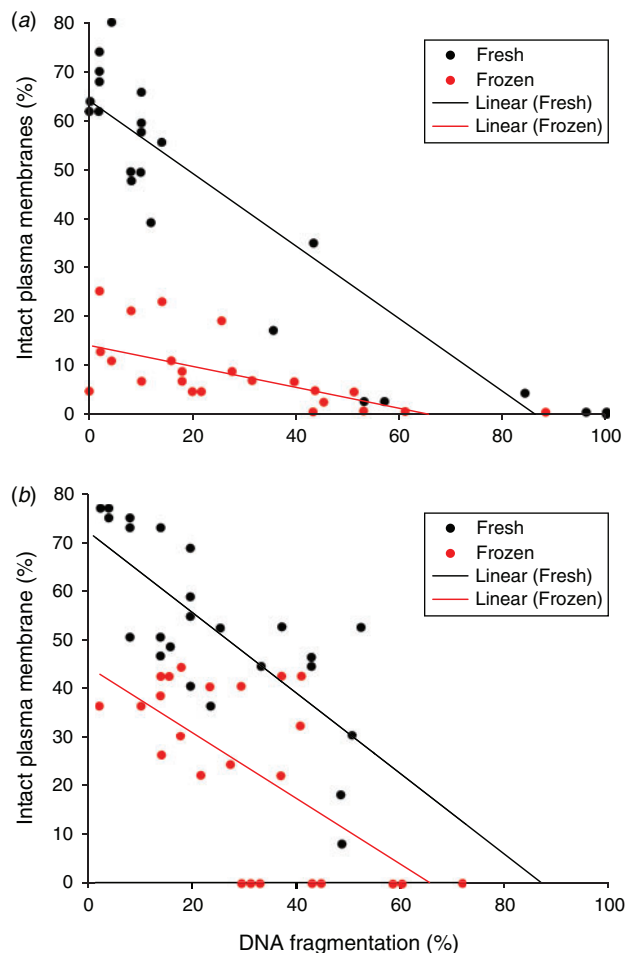 (a)
Intact plasma membranes (%)
80
70
60
50
40
30
20
10
0
0 20 40 60 80 100
Fresh
Frozen
Linear (Fresh)
Linear (Frozen)
(b)
Intact plasma membrane (%)
80
70
60
50
40
30
20
10
0
0 20 40 60 80 100
Fresh
Frozen
Linear (Fresh)
Linear (Frozen)
DNA fragmentation (%)